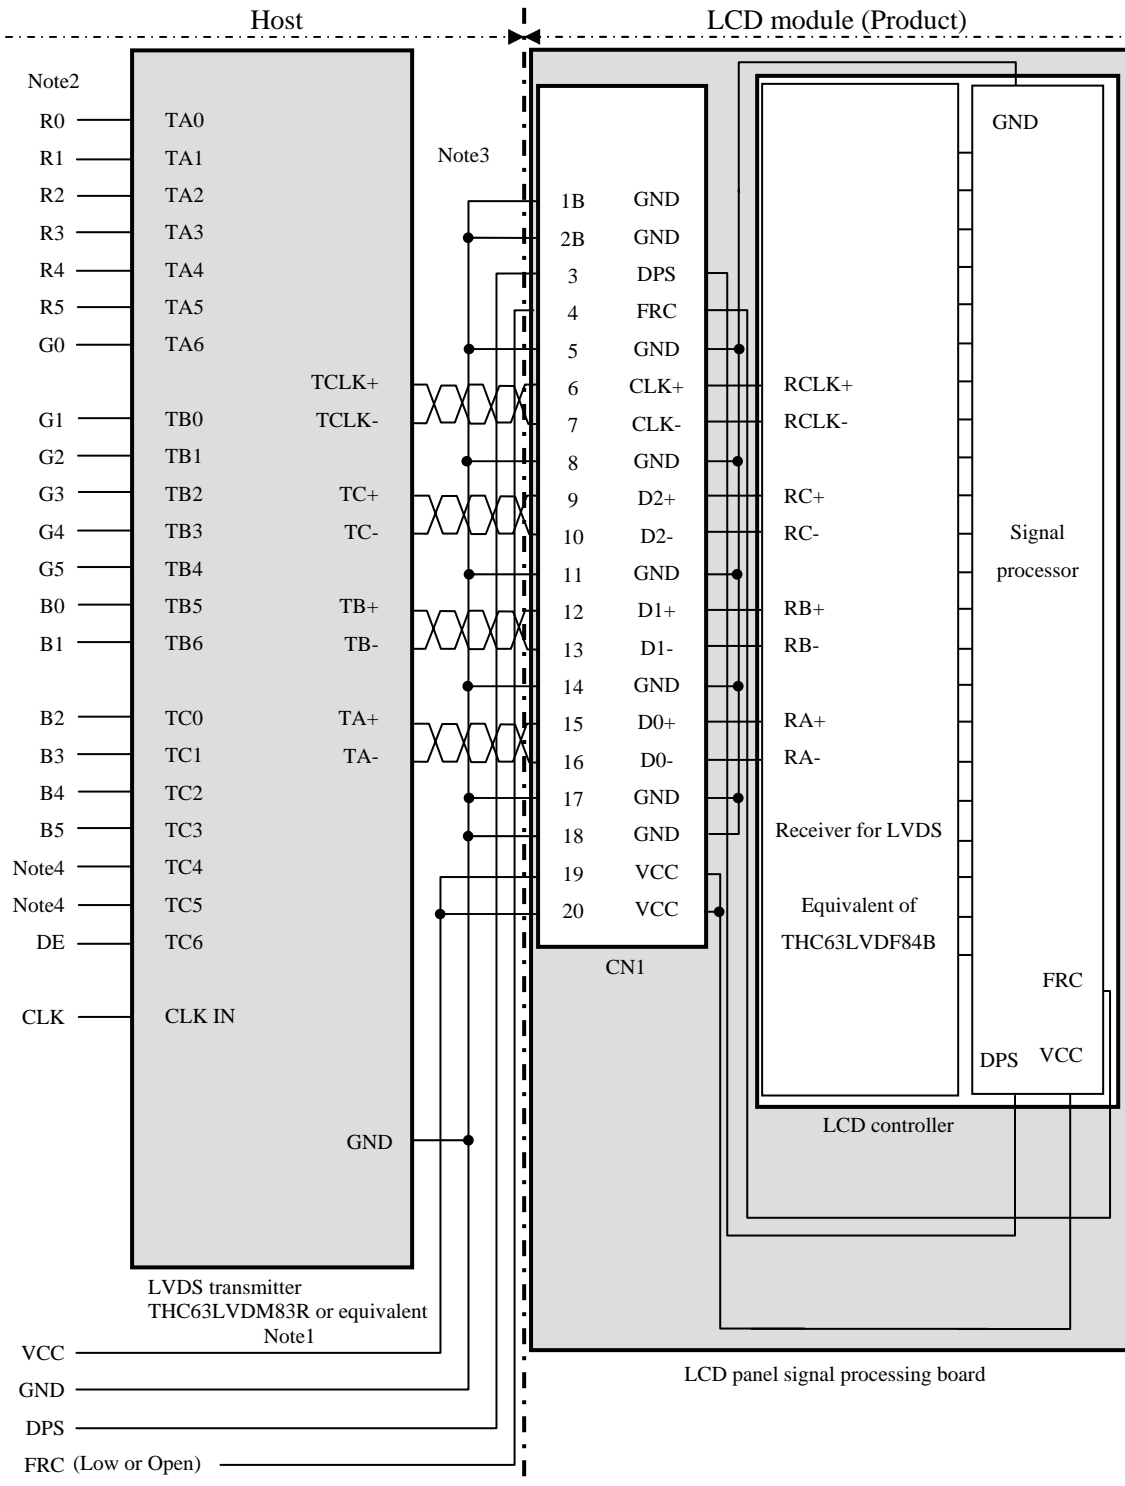 Host
LCD module (Product)
Note2
R0 TA0
R1 TA1
R2 TA2
R3 TA3
R4 TA4
R5 TA5
G0 TA6
TCLK+
G1 TB0 TCLK-
G2 TB1
G3 TB2 TC+
G4 TB3 TC-
G5 TB4
B0 TB5 TB+
B1 TB6 TB-
B2 TC0 TA+
B3 TC1 TA-
B4 TC2
B5 TC3
Note4 TC4
Note4 TC5
DE TC6
CLK CLK IN
GND
LVDS transmitter
THC63LVDM83R or equivalent
Note1
VCC
GND
DPS
FRC (Low or Open)
Note3
1B GND
2B GND
3 DPS
4 FRC
5 GND
6 CLK+
7 CLK-
8 GND
9 D2+
10 D2-
11 GND
12 D1+
13 D1-
14 GND
15 D0+
16 D0-
17 GND
18 GND
19 VCC
20 VCC
CN1
RCLK+
RCLK-
RC+
RC-
RB+
RB-
RA+
RA-
Receiver for LVDS
Equivalent of
THC63LVDF84B
GND
Signal
processor
FRC
DPS VCC
LCD controller
LCD panel signal processing board